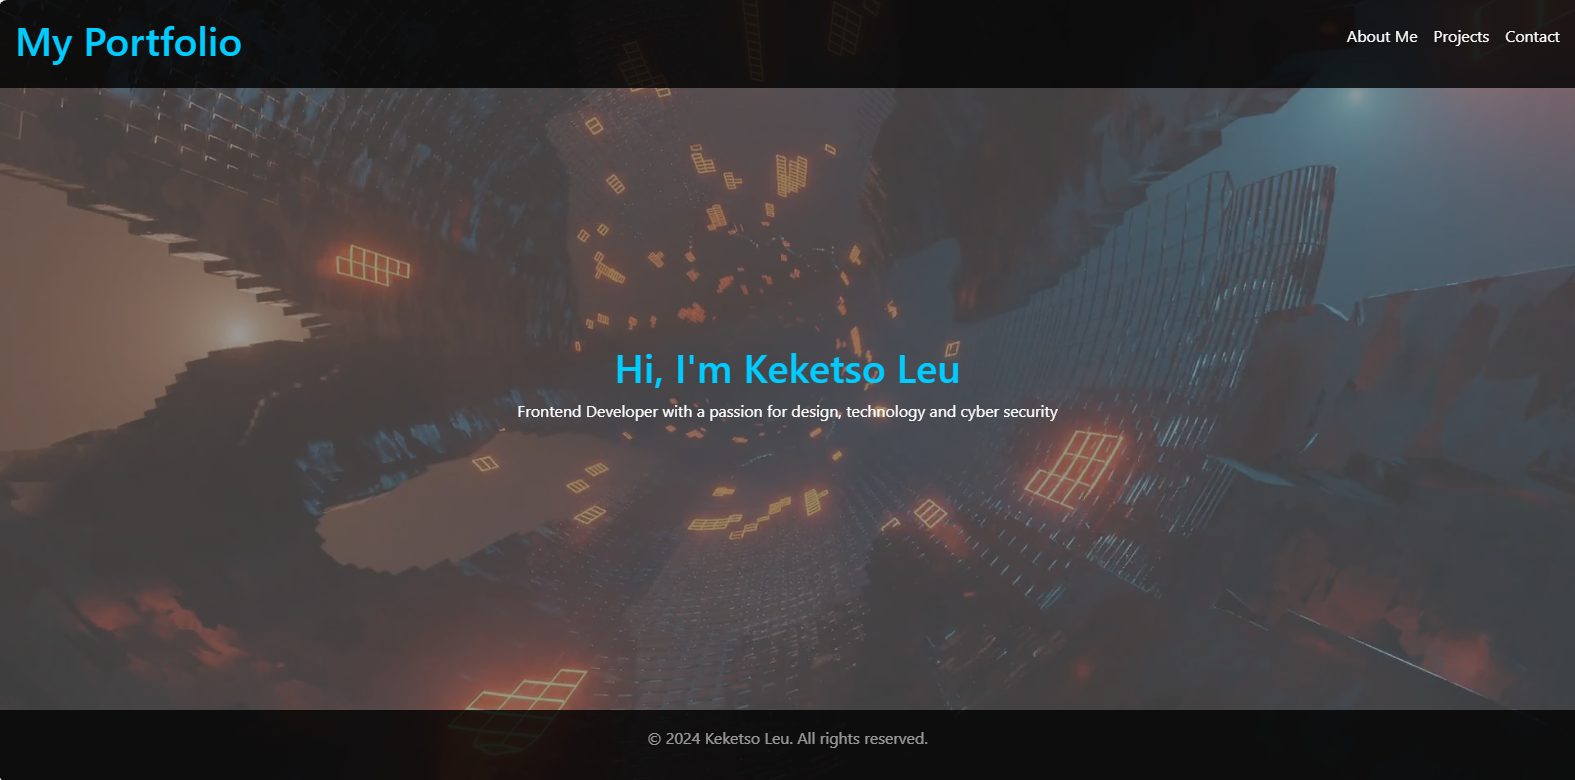 My Portfolio
About Me Projects Contact
Hi, I'm Keketso Leu
Frontend Developer with a passion for design, technology and cyber security
© 2024 Keketso Leu. All rights reserved.